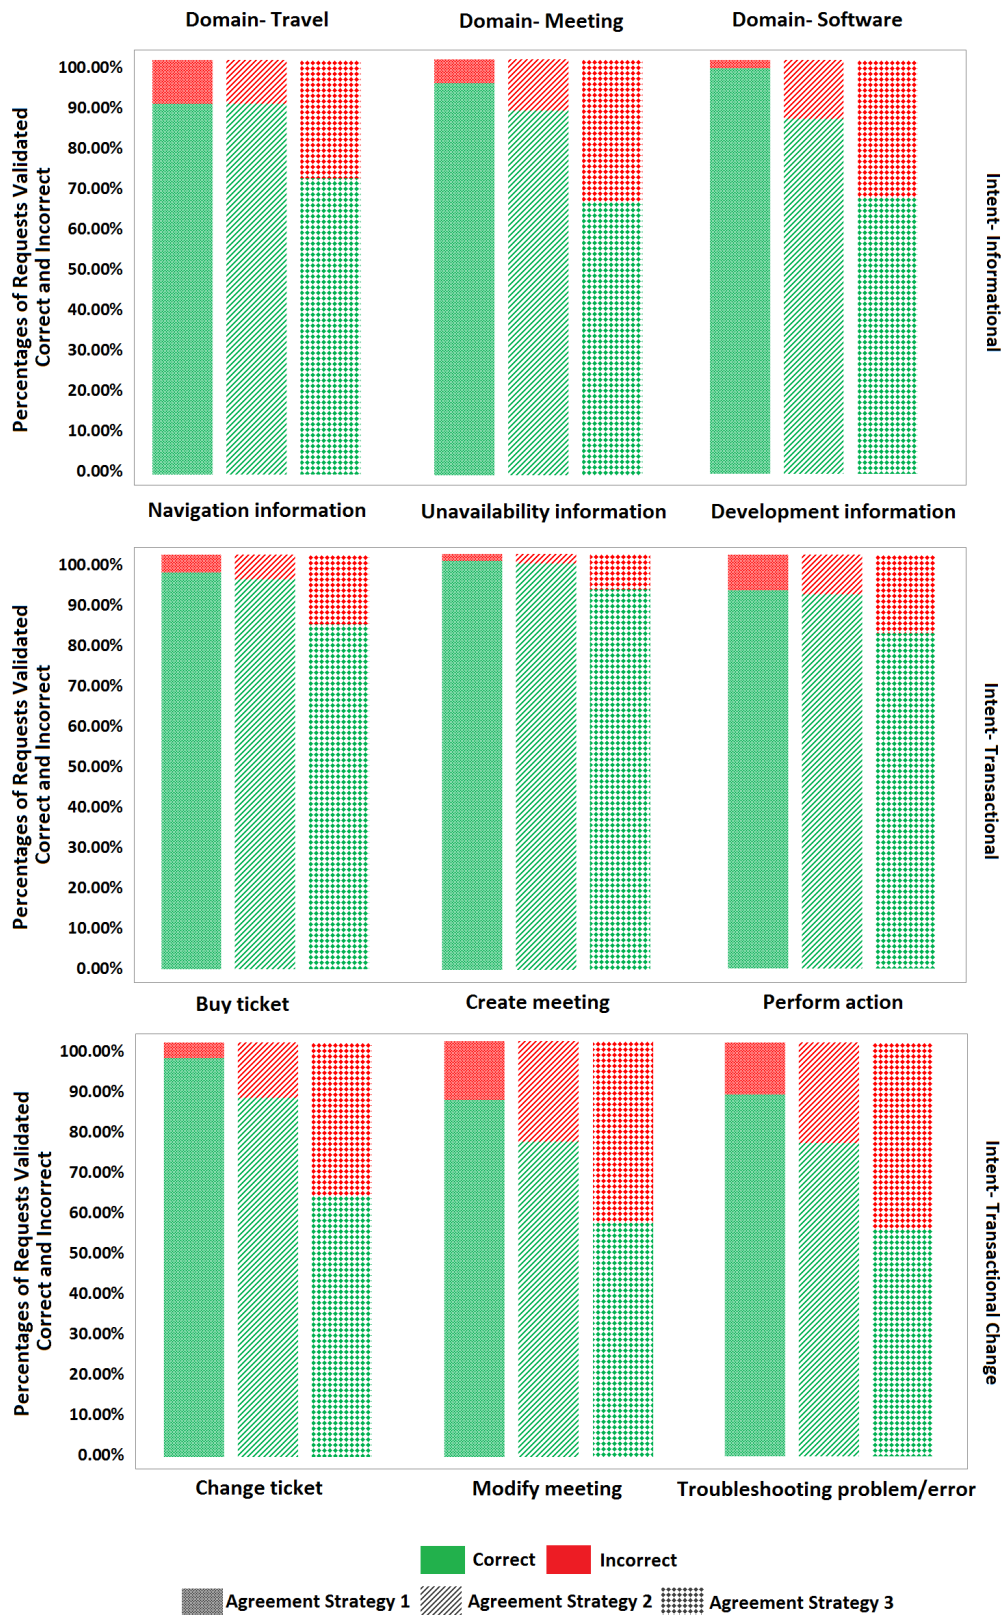 Domain- Travel
Domain- Meeting
Domain- Software
Percentages of Requests Validated
Correct and Incorrect
100.00%
90.00%
80.00%
70.00%
60.00%
50.00%
40.00%
30.00%
20.00%
10.00%
0.00%
Intent- Informational
Navigation information
Unavailability information
Development information
Percentages of Requests Validated
Correct and Incorrect
100.00%
90.00%
80.00%
70.00%
60.00%
50.00%
40.00%
30.00%
20.00%
10.00%
0.00%
Intent- Transactional
Buy ticket
Create meeting
Perform action
Percentages of Requests Validated
Correct and Incorrect
100.00%
90.00%
80.00%
70.00%
60.00%
50.00%
40.00%
30.00%
20.00%
10.00%
0.00%
Intent- Transactional Change
Change ticket
Modify meeting
Troubleshooting problem/error
Correct
Incorrect
Agreement Strategy 1
Agreement Strategy 2
Agreement Strategy 3